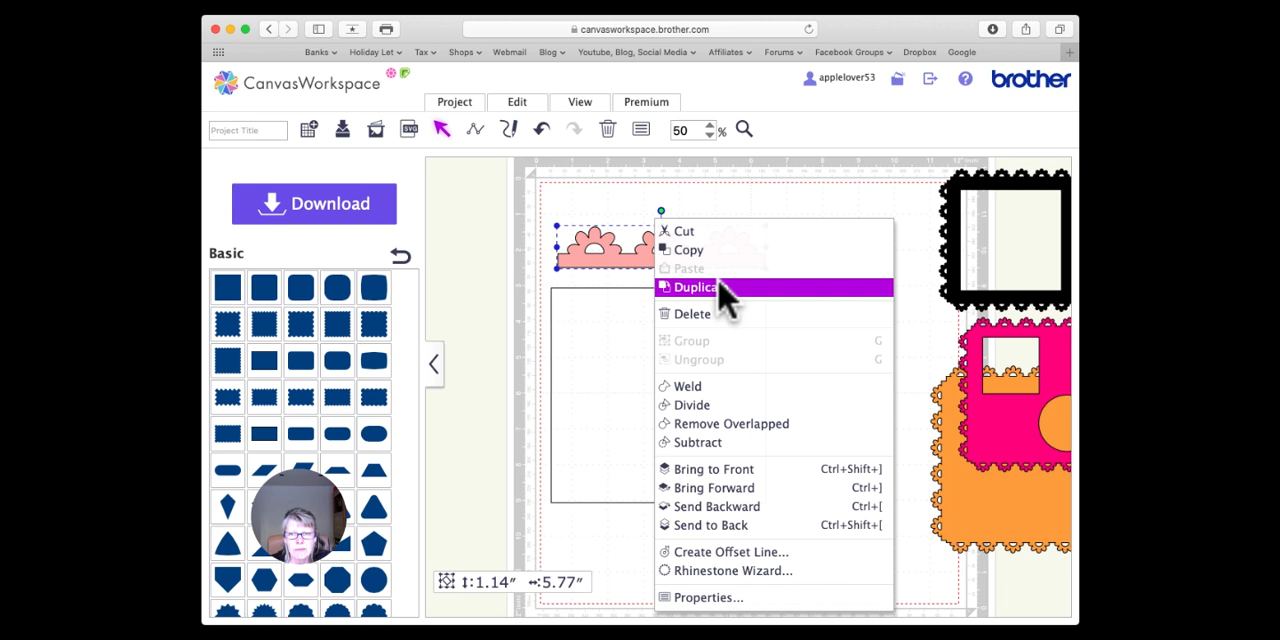 canvasworkspace.brother.com
Banks Holiday Let Tax Shops Webmail Blog Youtube, Blog, Social Media Affiliates Forums Facebook Groups Dropbox Google
CanvasWorkspace
applelover53
brother
Project Edit View Premium
Project Title
SVG
50 %
Download
Basic
Cut
Copy
Paste
Duplica
Delete
Group G
Ungroup G
Weld
Divide
Remove Overlapped
Subtract
Bring to Front Ctrl+Shift+]
Bring Forward Ctrl+]
Send Backward Ctrl+[
Send to Back Ctrl+Shift+[
Create Offset Line...
Rhinestone Wizard...
Properties...
↕:1.14” ↔:5.77”